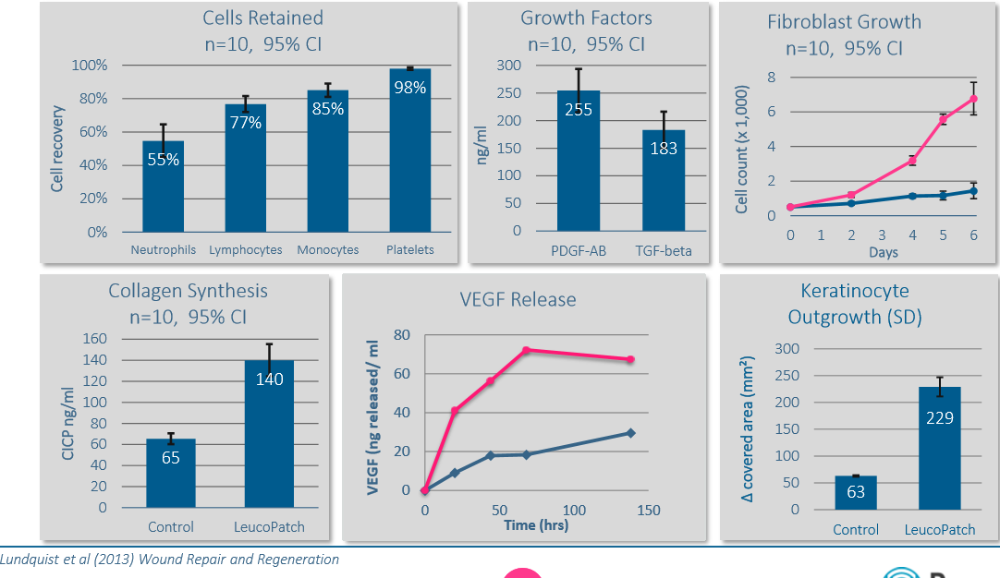 Cells Retained
n=10, 95% CI
Cell recovery
100%
80%
60%
40%
20%
0%
55%
77%
85%
98%
Neutrophils Lymphocytes Monocytes Platelets
Growth Factors
n=10, 95% CI
ng/ml
300
250
200
150
100
50
0
255
183
PDGF-AB TGF-beta
Fibroblast Growth
n=10, 95% CI
Cell count (x 1,000)
8
6
4
2
0
0 1 2 3 4 5 6
Days
Collagen Synthesis
n=10, 95% CI
CICP ng/ml
160
140
120
100
80
60
40
20
0
65
140
Control LeucoPatch
VEGF Release
VEGF (ng released/ ml
80
60
40
20
0
0 50 100 150
Time (hrs)
Keratinocyte
Outgrowth (SD)
Δ covered area (mm²)
300
250
200
150
100
50
0
63
229
Control LeucoPatch
Lundquist et al (2013) Wound Repair and Regeneration